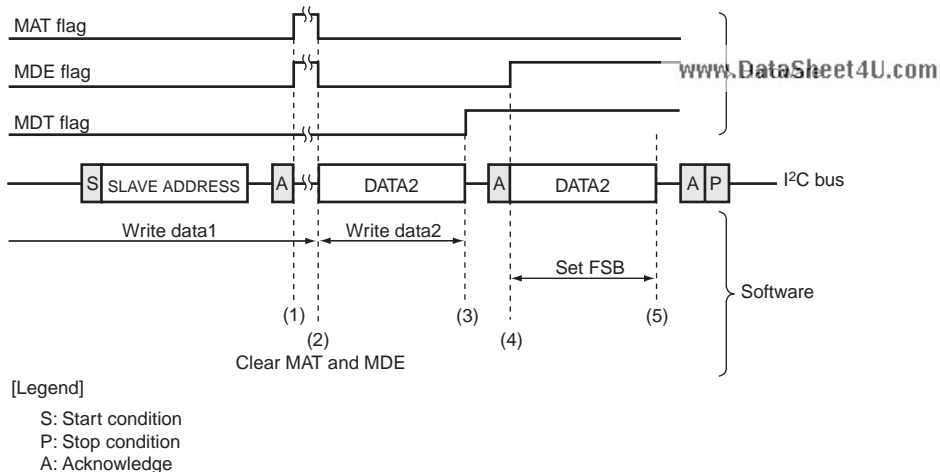 MAT flag
MDE flag
www.DataSheet4U.com
MDT flag
S SLAVE ADDRESS A DATA2 A DATA2 A P I²C bus
Write data1 Write data2
Set FSB
Software
(1) (3) (5)
(2) (4)
Clear MAT and MDE
[Legend]
S: Start condition
P: Stop condition
A: Acknowledge